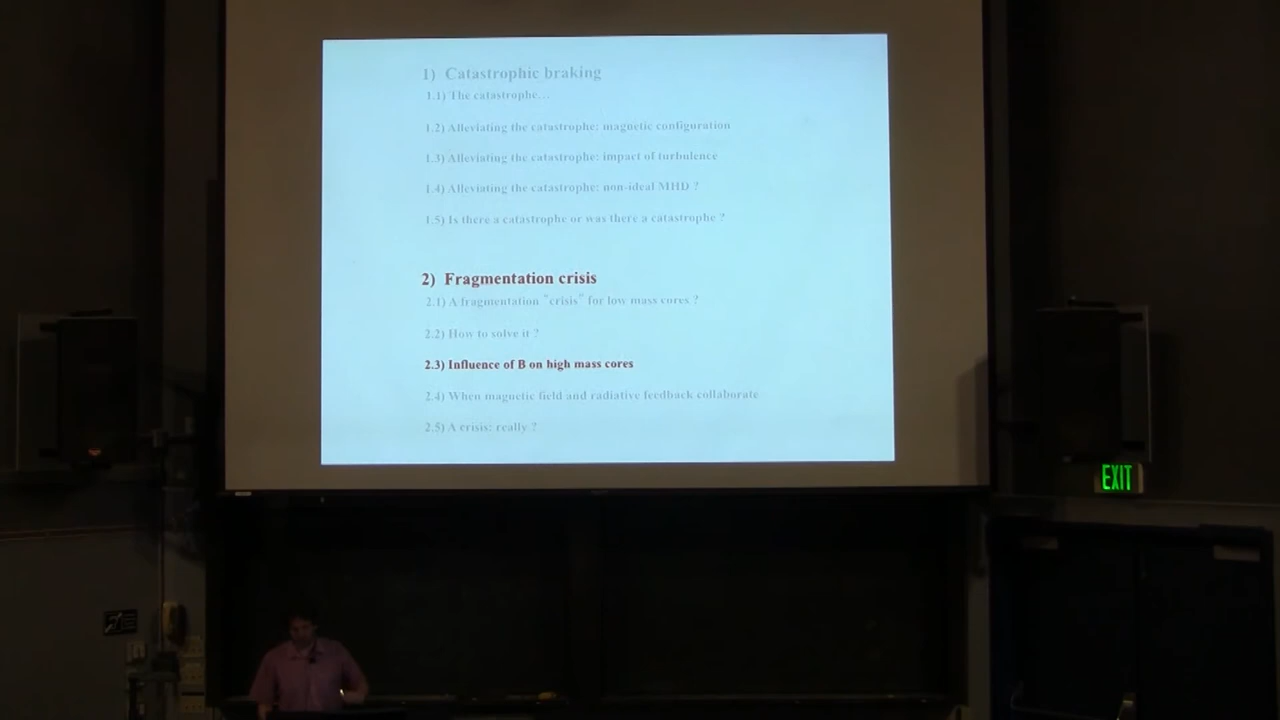 1) Catastrophic braking
1.1) The catastrophe...
1.2) Alleviating the catastrophe: magnetic configuration
1.3) Alleviating the catastrophe: impact of turbulence
1.4) Alleviating the catastrophe: non-ideal MHD ?
1.5) Is there a catastrophe or was there a catastrophe ?
2) Fragmentation crisis
2.1) A fragmentation "crisis" for low mass cores ?
2.2) How to solve it ?
2.3) Influence of B on high mass cores
2.4) When magnetic field and radiative feedback collaborate
2.5) A crisis: really ?
EXIT